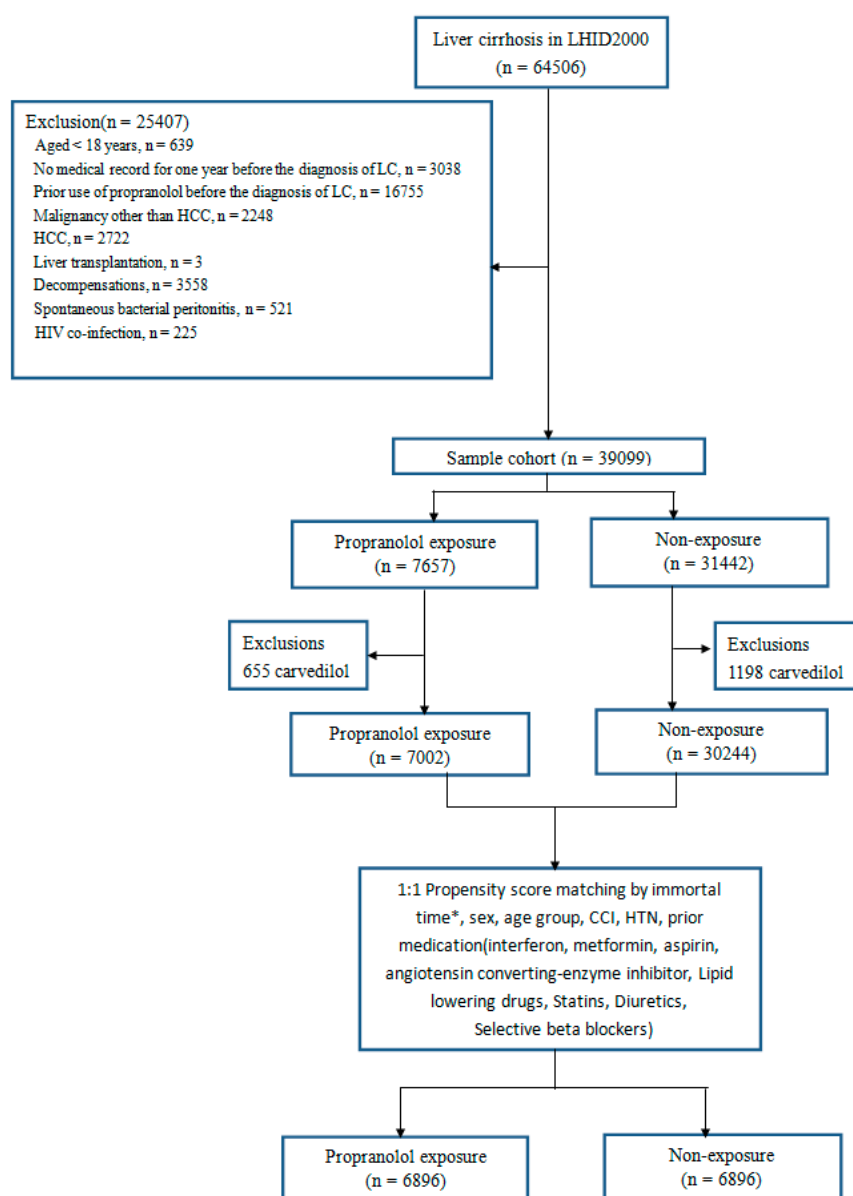 Liver cirrhosis in LHID2000
(n = 64506)
Exclusion(n = 25407)
Aged < 18 years, n = 639
No medical record for one year before the diagnosis of LC, n = 3038
Prior use of propranolol before the diagnosis of LC, n = 16755
Malignancy other than HCC, n = 2248
HCC, n = 2722
Liver transplantation, n = 3
Decompensations, n = 3558
Spontaneous bacterial peritonitis, n = 521
HIV co-infection, n = 225
Sample cohort (n = 39099)
Propranolol exposure
(n = 7657)
Non-exposure
(n = 31442)
Exclusions
655 carvedilol
Exclusions
1198 carvedilol
Propranolol exposure
(n = 7002)
Non-exposure
(n = 30244)
1:1 Propensity score matching by immortal
time*, sex, age group, CCI, HTN, prior
medication(interferon, metformin, aspirin,
angiotensin converting-enzyme inhibitor, Lipid
lowering drugs, Statins, Diuretics,
Selective beta blockers)
Propranolol exposure
(n = 6896)
Non-exposure
(n = 6896)